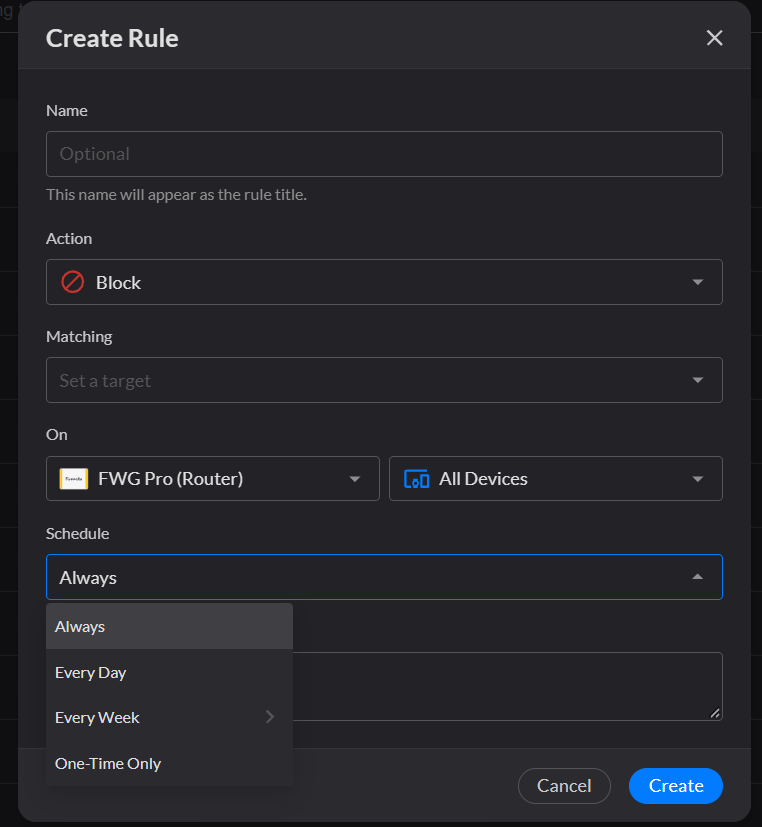 Create Rule
Name
Optional
This name will appear as the rule title.
Action
Block
Matching
Set a target
On
FWG Pro (Router)
All Devices
Schedule
Always
Always
Every Day
Every Week
One-Time Only
Cancel
Create